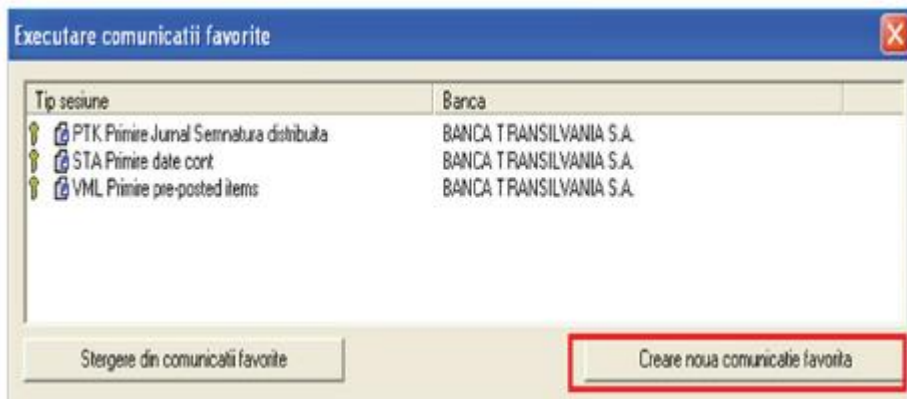 Executare comunicatii favorite
Tip sesiune Banca
PTK Primire Jurnal Semnatura distribuita BANCA TRANSILVANIA S.A.
STA Primire date cont BANCA TRANSILVANIA S.A.
VML Primire pre-posted items BANCA TRANSILVANIA S.A.
Stergere din comunicatii favorite Creare noua comunicatie favorita